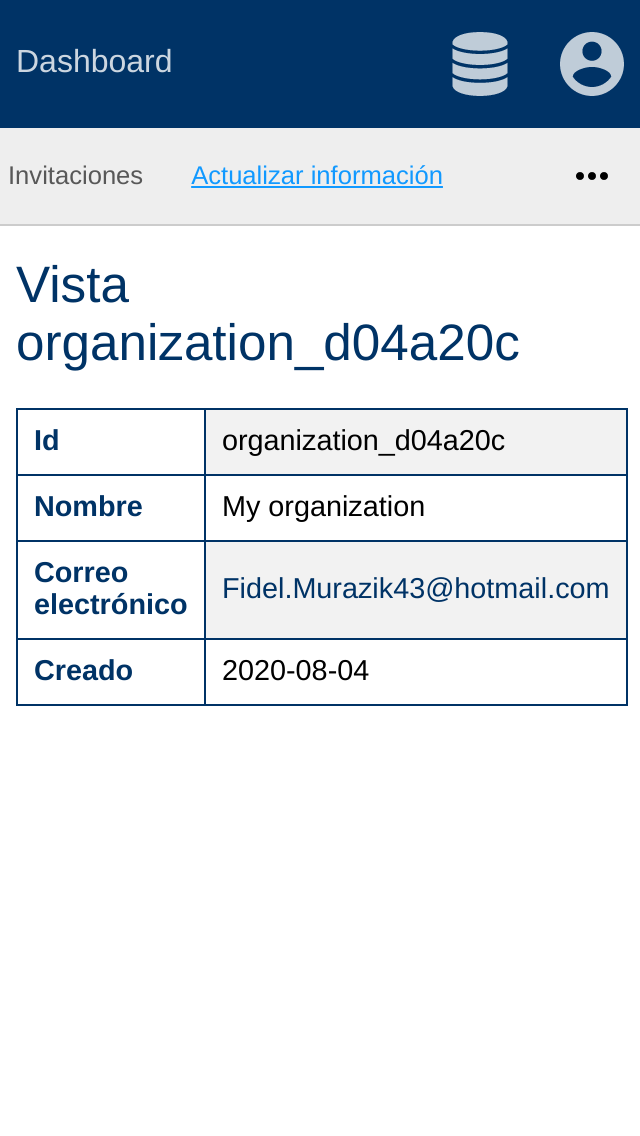 Dashboard
Invitaciones Actualizar información •••
Vista
organization_d04a20c
Id organization_d04a20c
Nombre My organization
Correo
electrónico Fidel.Murazik43@hotmail.com
Creado 2020-08-04